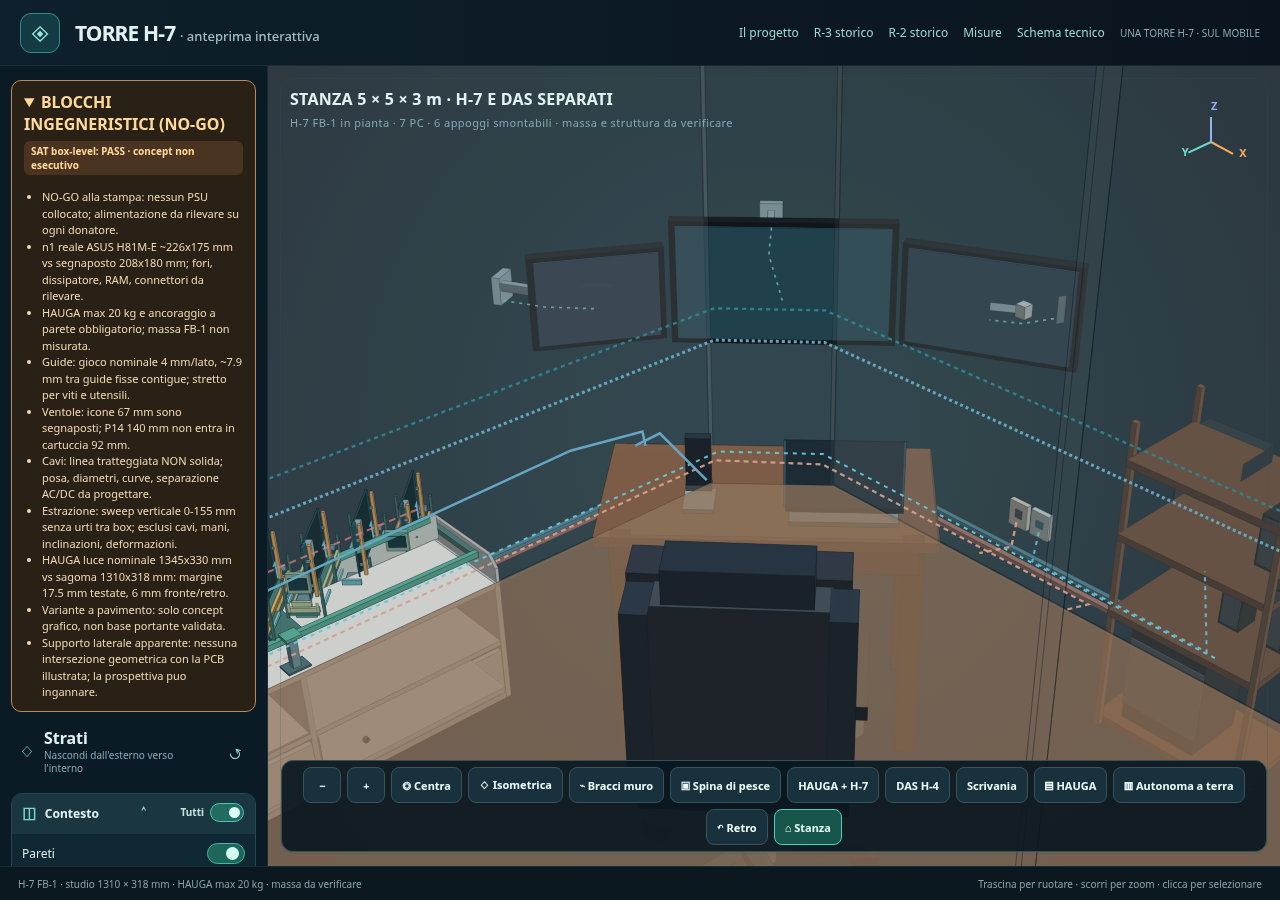 TORRE H-7 · anteprima interattiva
Il progetto R-3 storico R-2 storico Misure Schema tecnico UNA TORRE H-7 · SUL MOBILE
▼ BLOCCHI
INGEGNERISTICI (NO-GO)
SAT box-level: PASS · concept non
esecutivo
• NO-GO alla stampa: nessun PSU
collocato; alimentazione da rilevare su
ogni donatore.
• n1 reale ASUS H81M-E ~226x175 mm
vs segnaposto 208x180 mm; fori,
dissipatore, RAM, connettori da
rilevare.
• HAUGA max 20 kg e ancoraggio a
parete obbligatorio; massa FB-1 non
misurata.
• Guide: gioco nominale 4 mm/lato, ~7.9
mm tra guide fisse contigue; stretto
per viti e utensili.
• Ventole: icone 67 mm sono
segnaposti; P14 140 mm non entra in
cartuccia 92 mm.
• Cavi: linea tratteggiata NON solida;
posa, diametri, curve, separazione
AC/DC da progettare.
• Estrazione: sweep verticale 0-155 mm
senza urti tra box; esclusi cavi, mani,
inclinazioni, deformazioni.
• HAUGA luce nominale 1345x330 mm
vs sagoma 1310x318 mm: margine
17.5 mm testate, 6 mm fronte/retro.
• Variante a pavimento: solo concept
grafico, non base portante validata.
• Supporto laterale apparente: nessuna
intersezione geometrica con la PCB
illustrata; la prospettiva puo
ingannare.
Strati
Nascondi dall'esterno verso
l'interno
Contesto Tutti
Pareti
STANZA 5 × 5 × 3 m · H-7 E DAS SEPARATI
H-7 FB-1 in pianta · 7 PC · 6 appoggi smontabili · massa e struttura da verificare
Z
Y
X
− + Centra Isometrica Bracci muro Spina di pesce HAUGA + H-7 DAS H-4 Scrivania HAUGA Autonoma a terra
Retro Stanza
H-7 FB-1 · studio 1310 × 318 mm · HAUGA max 20 kg · massa da verificare
Trascina per ruotare · scorri per zoom · clicca per selezionare